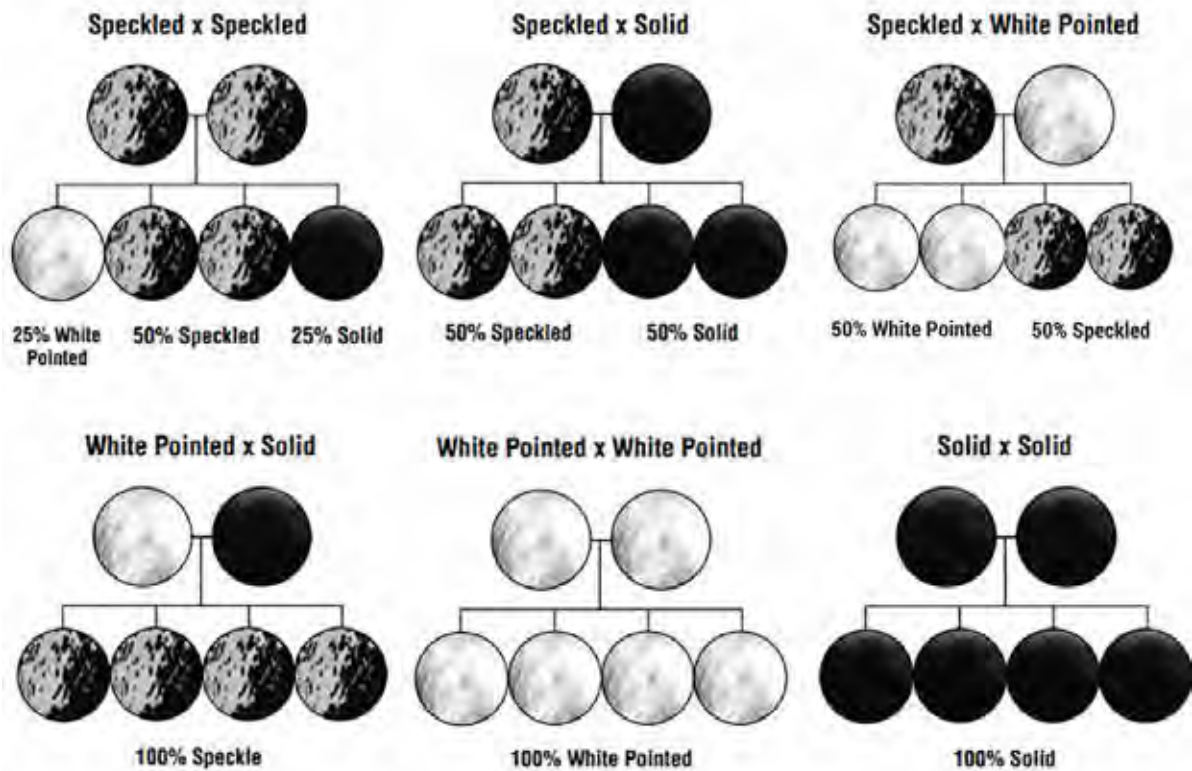 Speckled x Speckled
Speckled x Solid
Speckled x White Pointed
25% White
Pointed
50% Speckled
25% Solid
50% Speckled
50% Solid
50% White Pointed
50% Speckled
White Pointed x Solid
White Pointed x White Pointed
Solid x Solid
100% Speckle
100% White Pointed
100% Solid